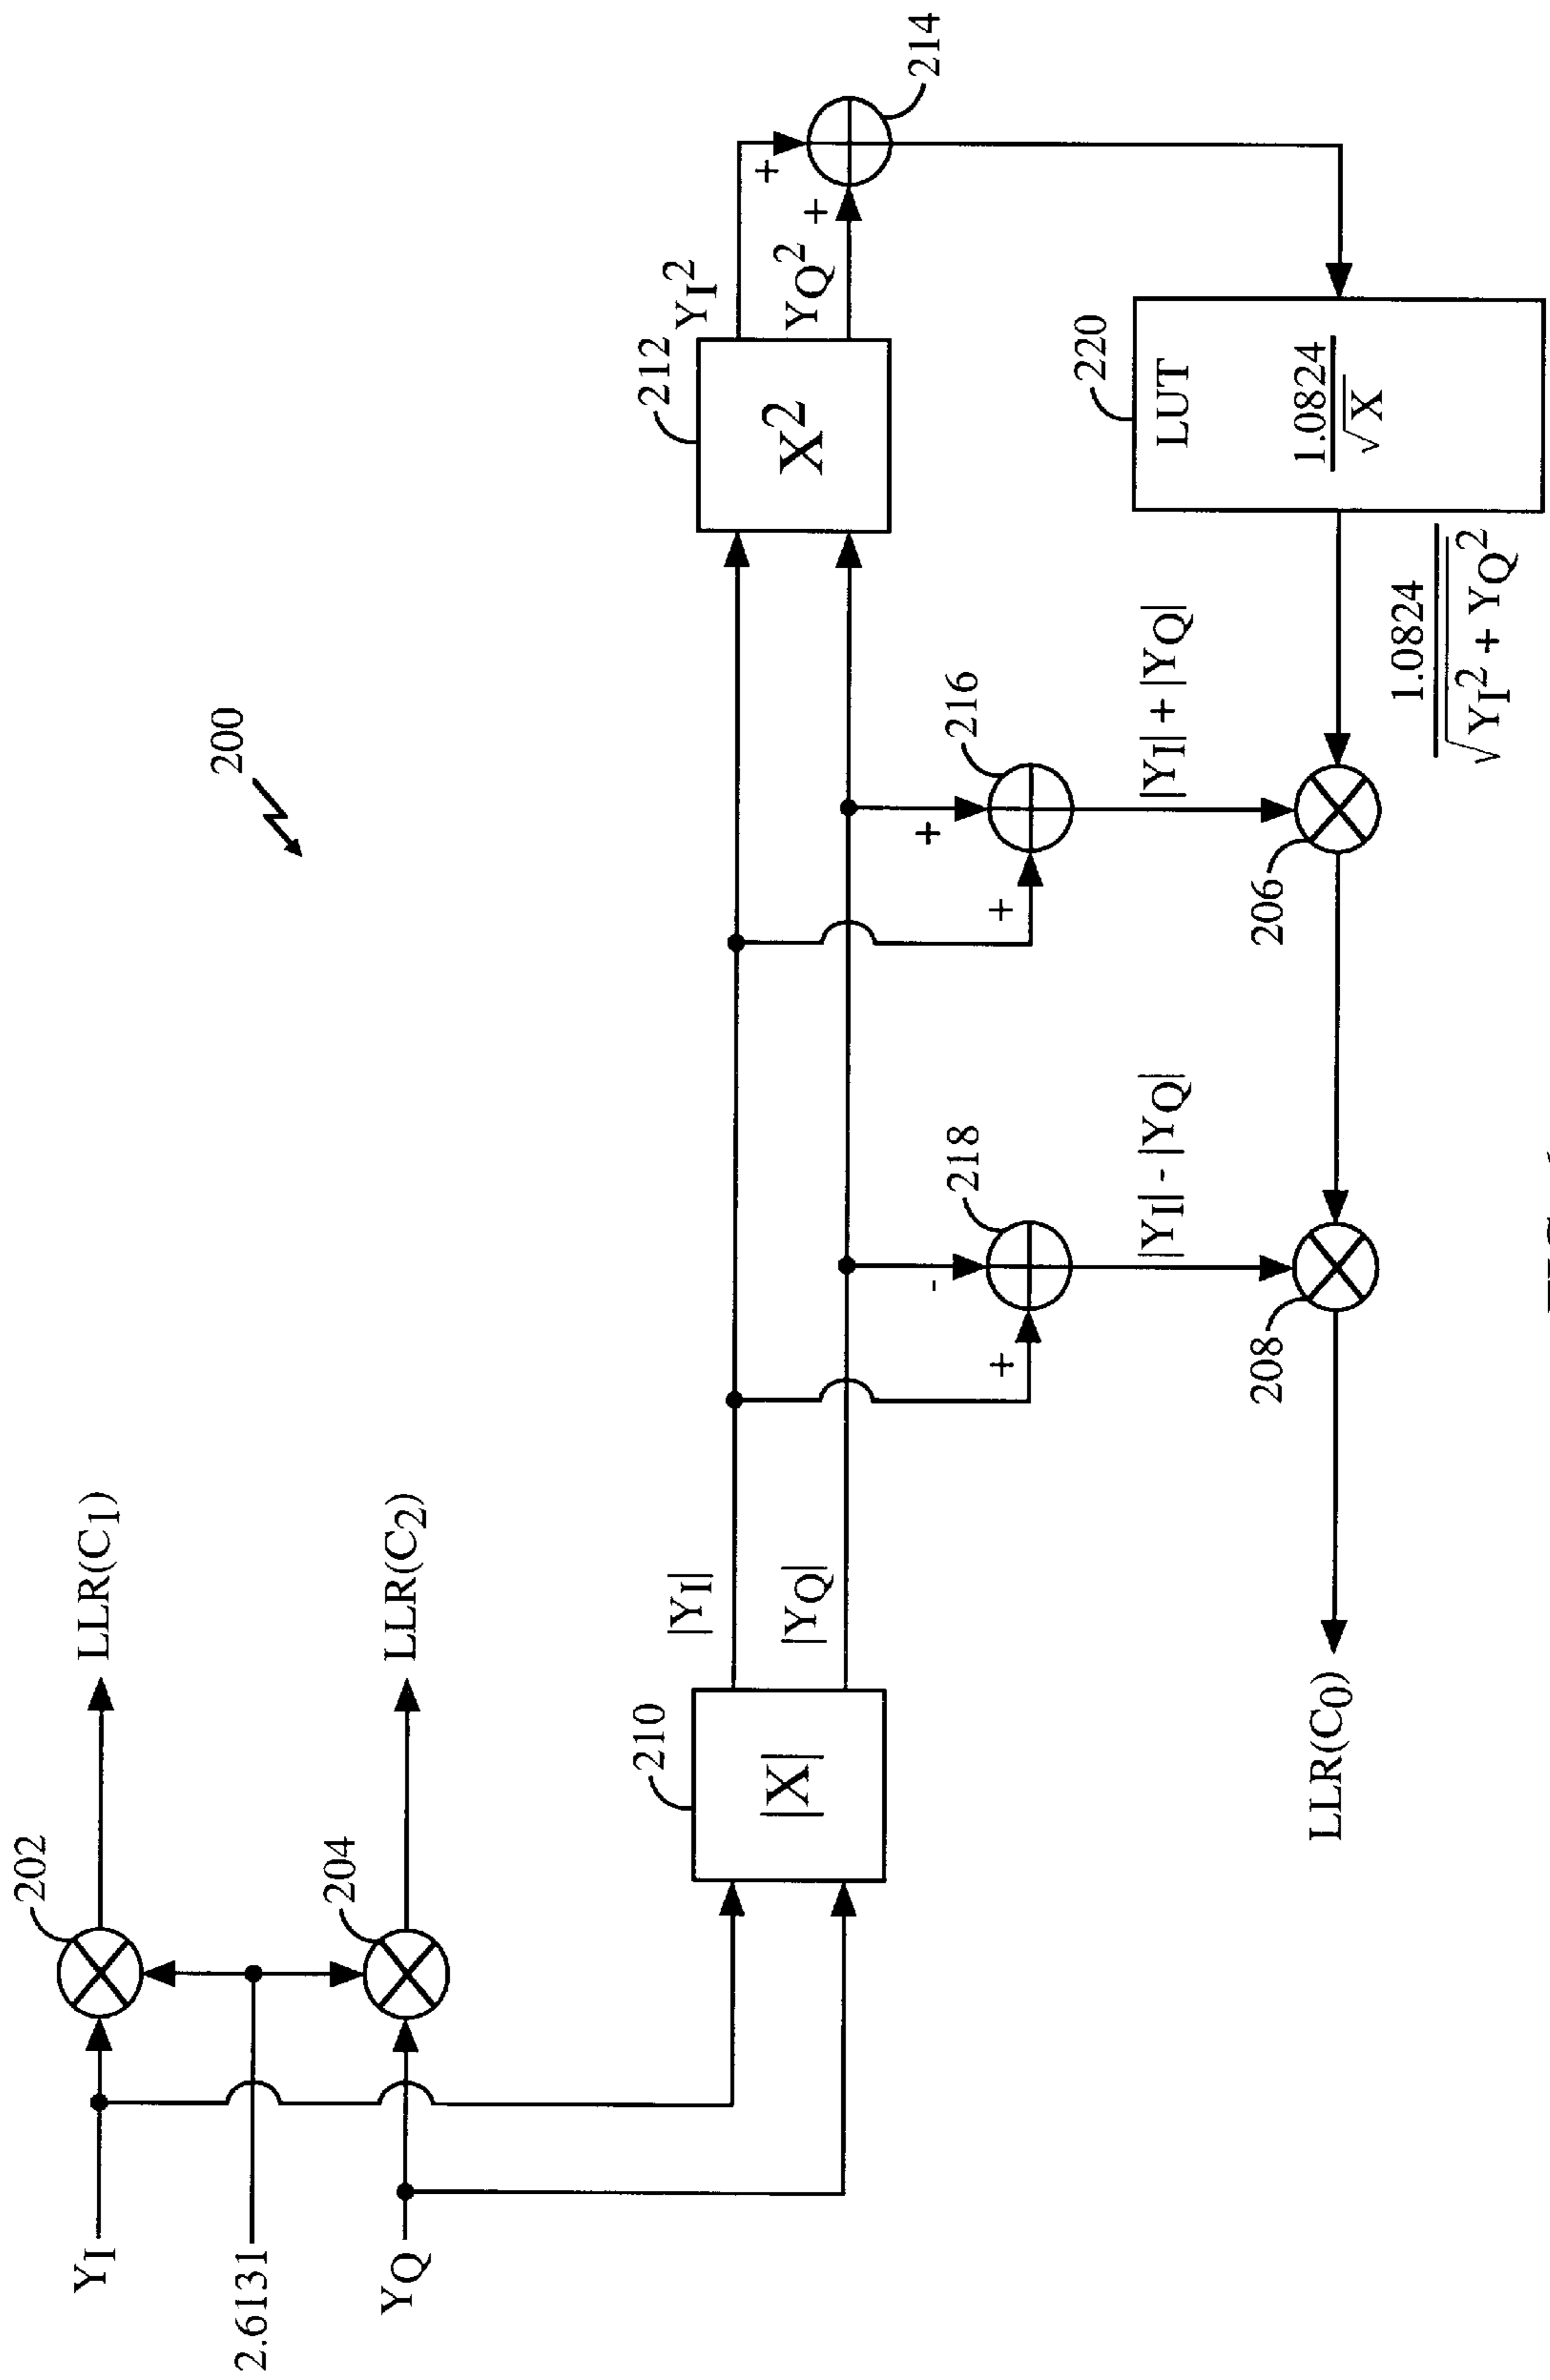 200
Y_I
2.6131
Y_Q
202
204
LLR(C_1)
LLR(C_2)
210
|X|
|Y_I|
|Y_Q|
212
X^2
Y_I^2
Y_Q^2
+
+
214
218
+
-
|Y_I| - |Y_Q|
216
+
+
|Y_I| + |Y_Q|
220
LUT
1.0824
√X
1.0824
√Y_I^2 + Y_Q^2
206
208
LLR(C_0)